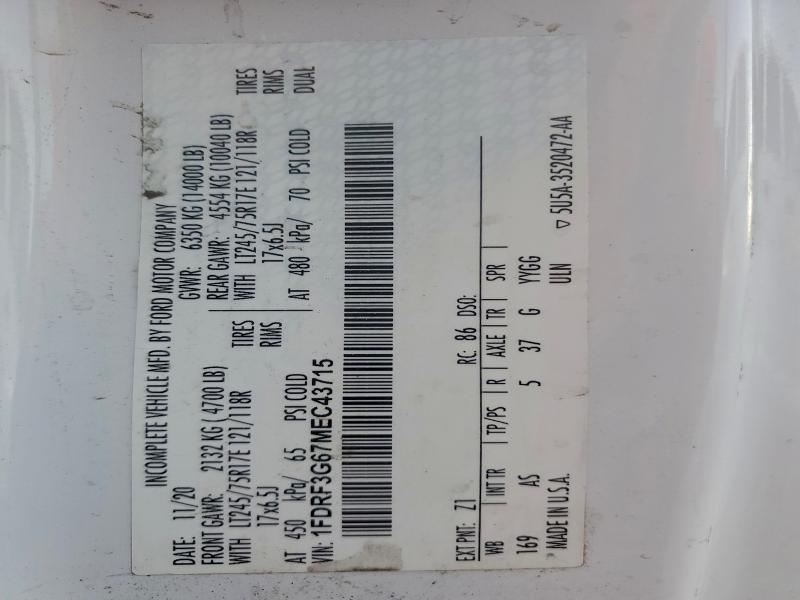 INCOMPLETE VEHICLE MFD. BY FORD MOTOR COMPANY
DATE: 11/20 GVWR: 6350 KG (14000 LB)
FRONT GAWR: 2132 KG (4700 LB) REAR GAWR: 4554 KG (10040 LB)
WITH LT245/75R17E 121/118R TIRES WITH LT245/75R17E 121/118R TIRES
17x6.5J RIMS 17x6.5J RIMS
AT 450 kPa/ 65 PSI COLD AT 480 kPa/ 70 PSI COLD DUAL
VIN: 1FDRF3G67MEC43715
EXT PNT: Z1 RC: 86 DSO:
WB INT TR TP/PS R AXLE TR SPR
169 AS 5 37 G YYGG
ULN
▽ 5U5A-3520472-AA
*MADE IN U.S.A.